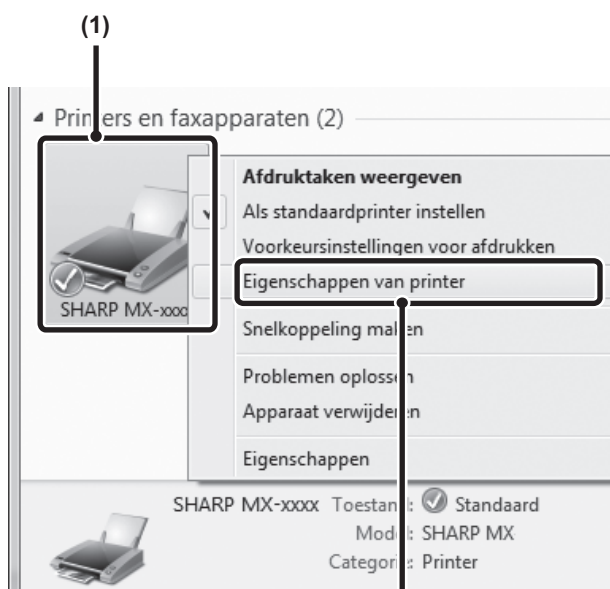 (1)
Printers en faxapparaten (2)
Afdruktaken weergeven
Als standaardprinter instellen
Voorkeursinstellingen voor afdrukken
Eigenschappen van printer
SHARP MX-xxxx
Snelkoppeling maken
Problemen oplossen
Apparaat verwijderen
Eigenschappen
SHARP MX-xxxx Toestand: Standaard
Model: SHARP MX
Categorie: Printer